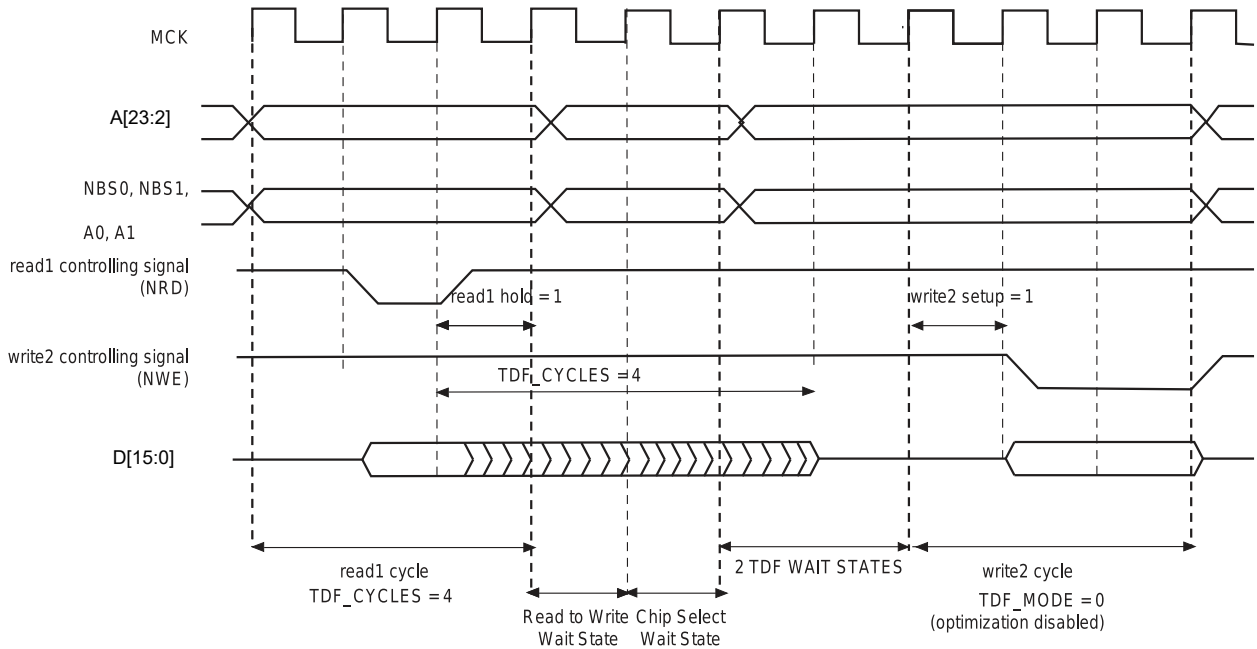 MCK
A[23:2]
NBS0, NBS1,
A0, A1
read1 controlling signal
(NRD)
read1 hold = 1
write2 setup = 1
write2 controlling signal
(NWE)
TDF_CYCLES = 4
D[15:0]
2 TDF WAIT STATES
read1 cycle
TDF_CYCLES = 4
write2 cycle
TDF_MODE = 0
(optimization disabled)
Read to Write
Wait State
Chip Select
Wait State